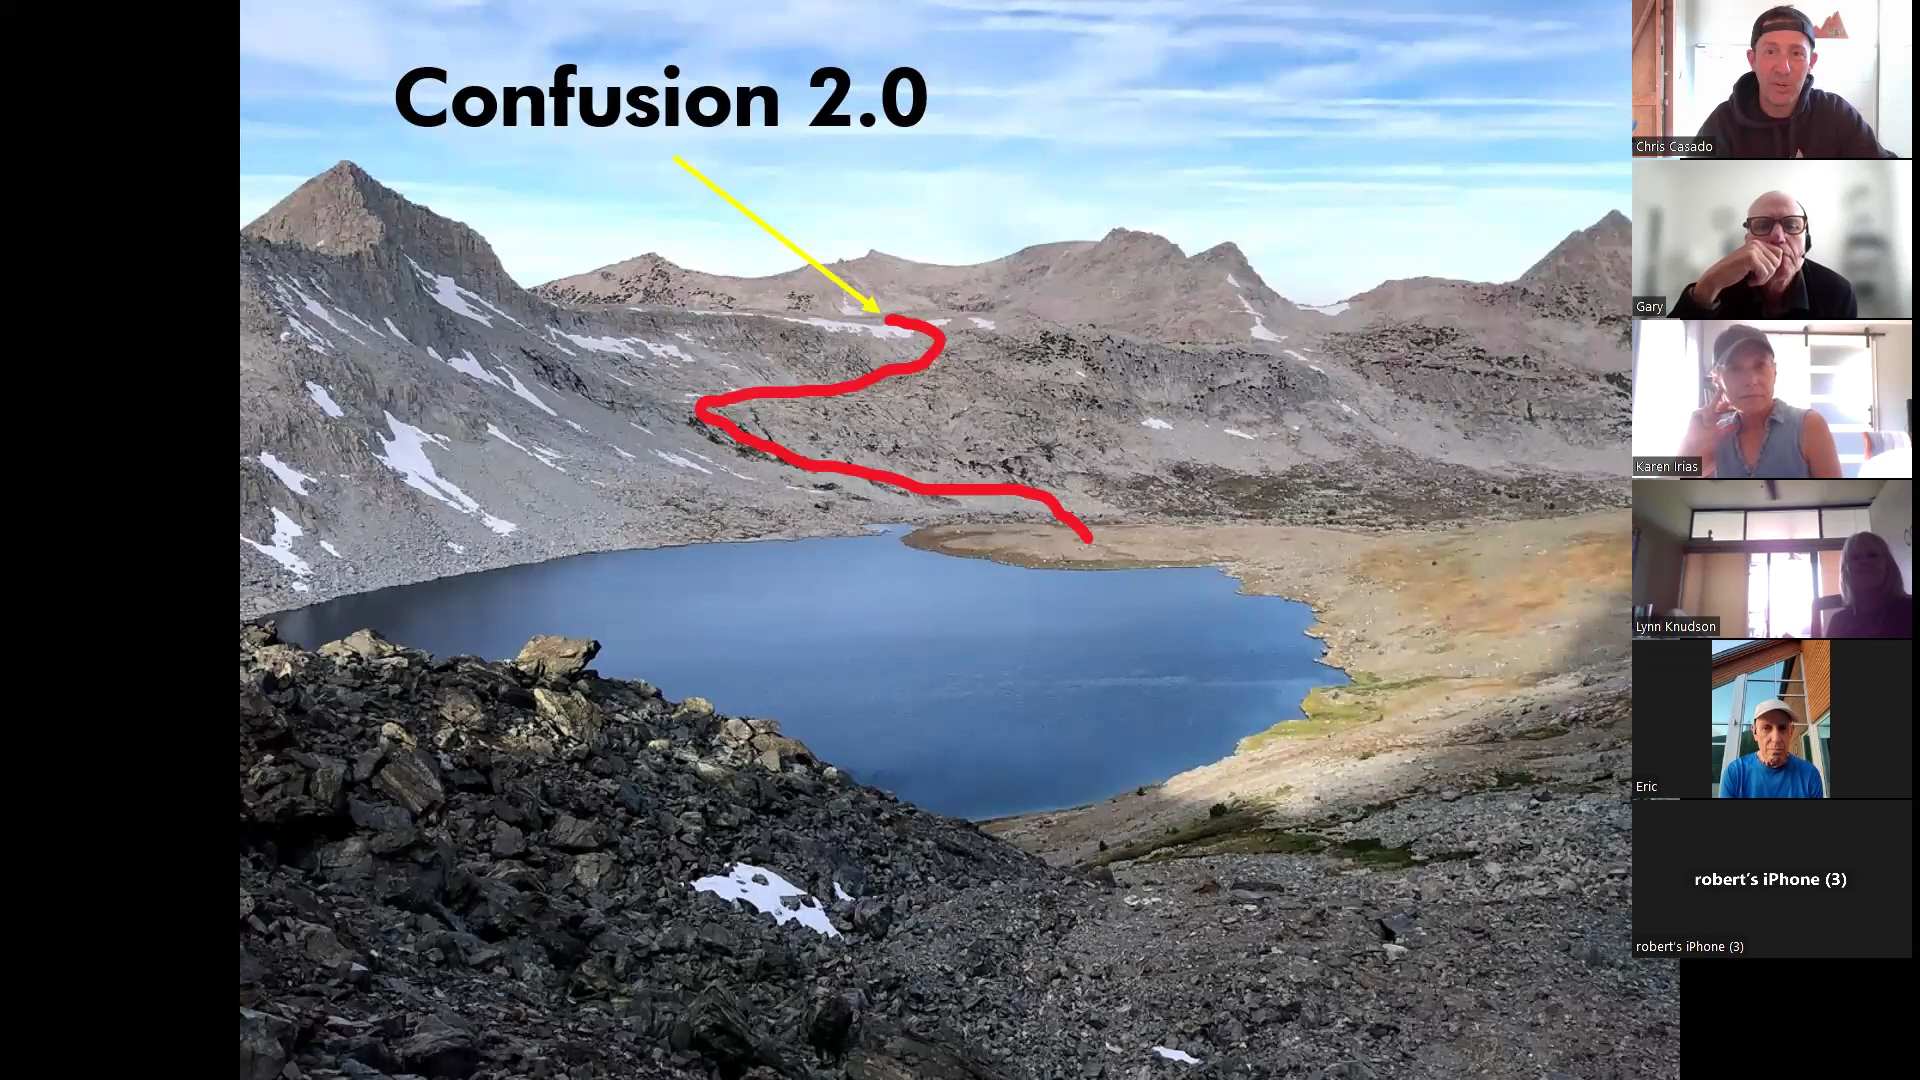 Confusion 2.0
Chris Casado
Gary
Karen Irias
Lynn Knudson
Eric
robert's iPhone (3)
robert's iPhone (3)